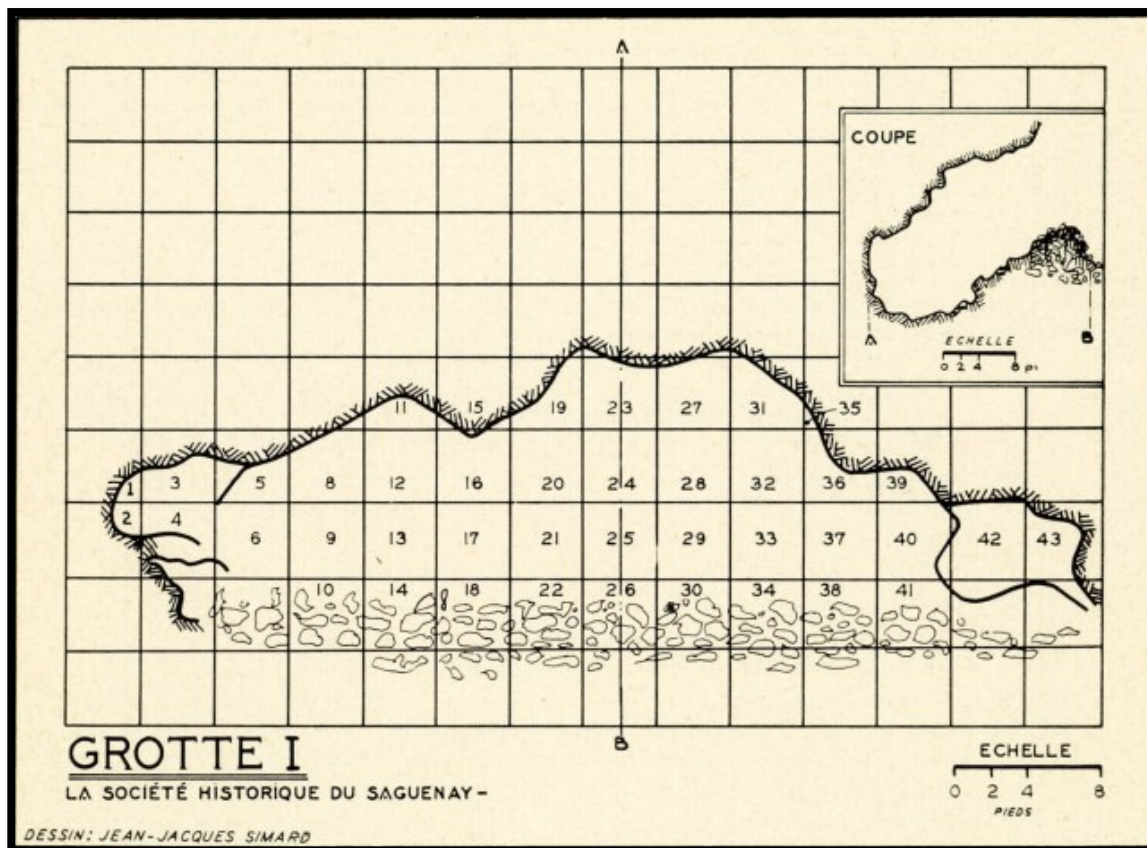 A
COUPE
A
B
ECHELLE
0 2 4 8 pi
11 15 19 23 27 31 35
1 3 5 8 12 16 20 24 28 32 36 39
2 4 6 9 13 17 21 25 29 33 37 40 42 43
10 14 18 22 26 30 34 38 41
B
GROTTE I
LA SOCIÉTÉ HISTORIQUE DU SAGUENAY-
ECHELLE
0 2 4 8
PIEDS
DESSIN: JEAN-JACQUES SIMARD